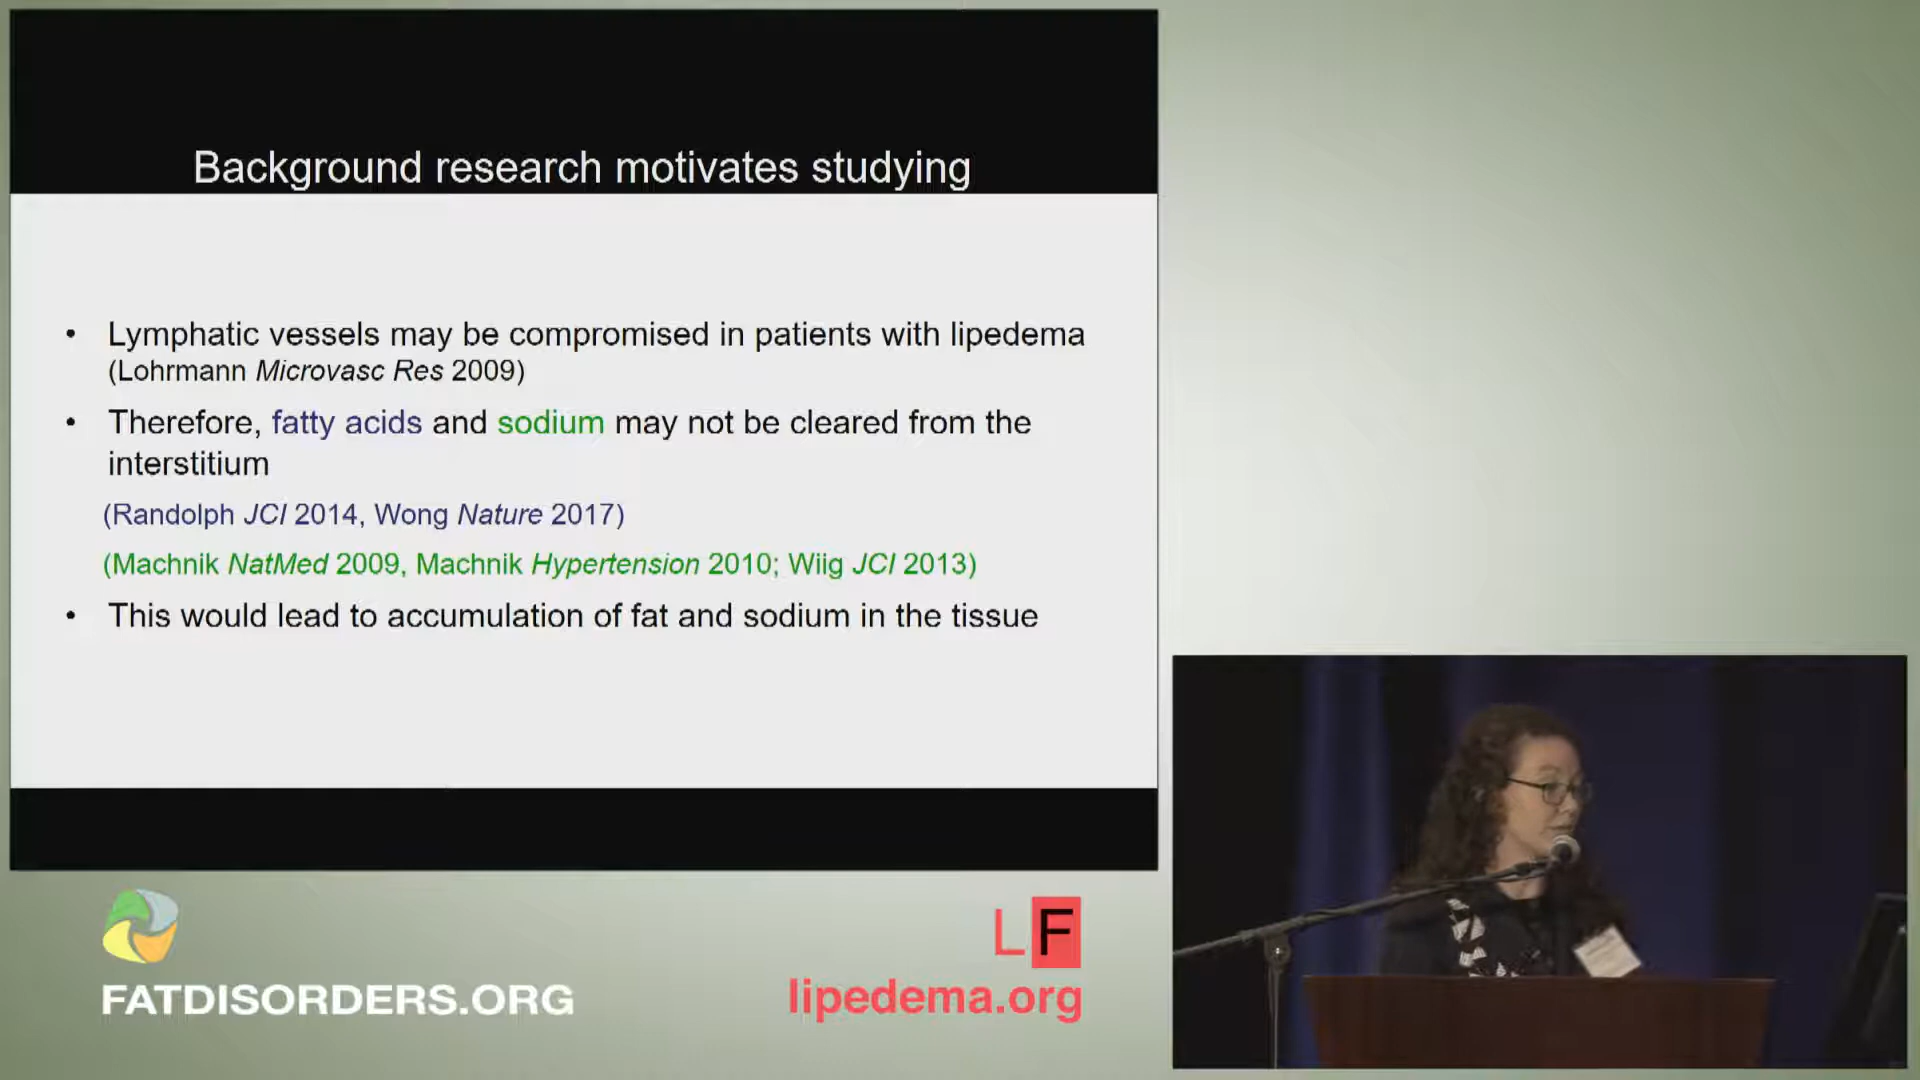 Background research motivates studying
• Lymphatic vessels may be compromised in patients with lipedema
(Lohrmann Microvasc Res 2009)
• Therefore, fatty acids and sodium may not be cleared from the
interstitium
(Randolph JCI 2014, Wong Nature 2017)
(Machnik NatMed 2009, Machnik Hypertension 2010; Wiig JCI 2013)
• This would lead to accumulation of fat and sodium in the tissue
FATDISORDERS.ORG
LF
lipedema.org